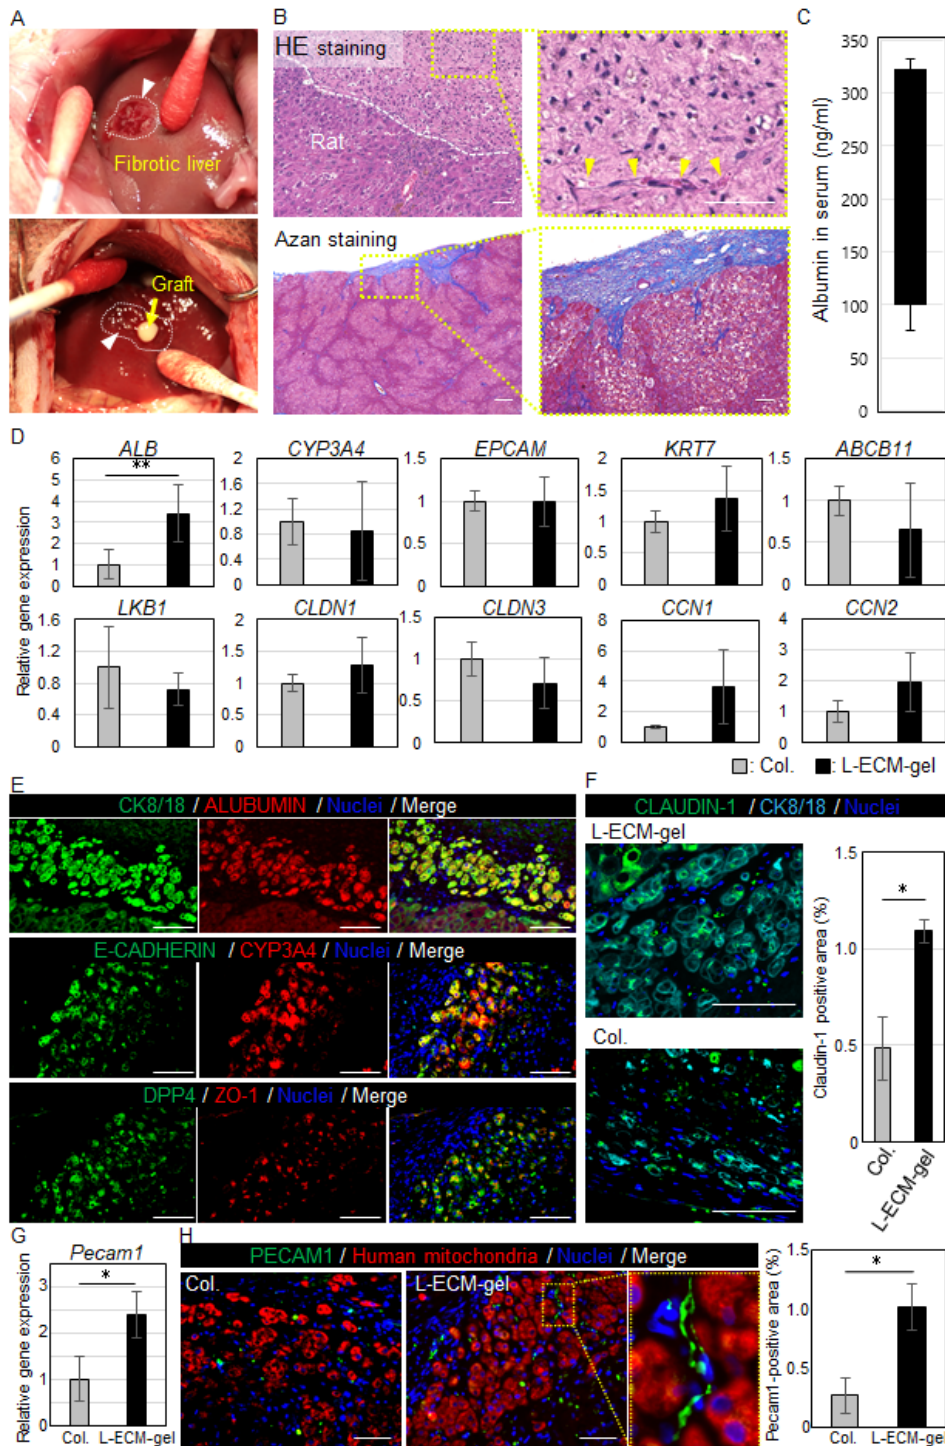 A
Fibrotic liver
Graft
B
HE staining
Rat
Azan staining
C
Albumin in serum (ng/ml)
350
300
250
200
150
100
50
0
D
Relative gene expression
ALB
**
6
5
4
3
2
1
0
CYP3A4
2
1.6
1.2
0.8
0.4
0
EPCAM
1.5
1
0.5
0
KRT7
2
1.5
1
0.5
0
ABCB11
1.5
1
0.5
0
LKB1
1.6
1.2
0.8
0.4
0
CLDN1
2
1.5
1
0.5
0
CLDN3
1.5
1
0.5
0
CCN1
8
6
4
2
0
CCN2
4
3
2
1
0
: Col. : L-ECM-gel
E
CK8/18 / ALUBUMIN / Nuclei / Merge
E-CADHERIN / CYP3A4 / Nuclei / Merge
DPP4 / ZO-1 / Nuclei / Merge
F
CLAUDIN-1 / CK8/18 / Nuclei
L-ECM-gel
Col.
Claudin-1 positive area (%)
1.5
1.0
0.5
0
*
Col.
L-ECM-gel
G
Pecam1
Relative gene expression
*
3
2
1
0
Col. L-ECM-gel
H
PECAM1 / Human mitochondria / Nuclei / Merge
Col.
L-ECM-gel
Pecam1-positive area (%)
1.5
1.0
0.5
0
*
Col. L-ECM-gel